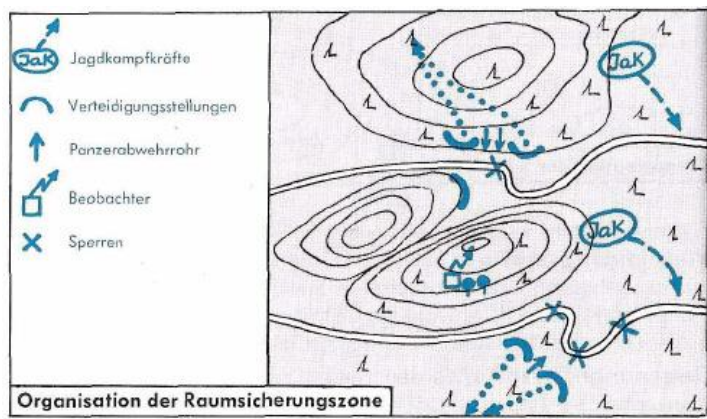 JaK
Jagdkampfkräfte
Verteidigungsstellungen
Panzerabwehrrohr
Beobachter
Sperren
JaK
JaK
Organisation der Raumsicherungszone